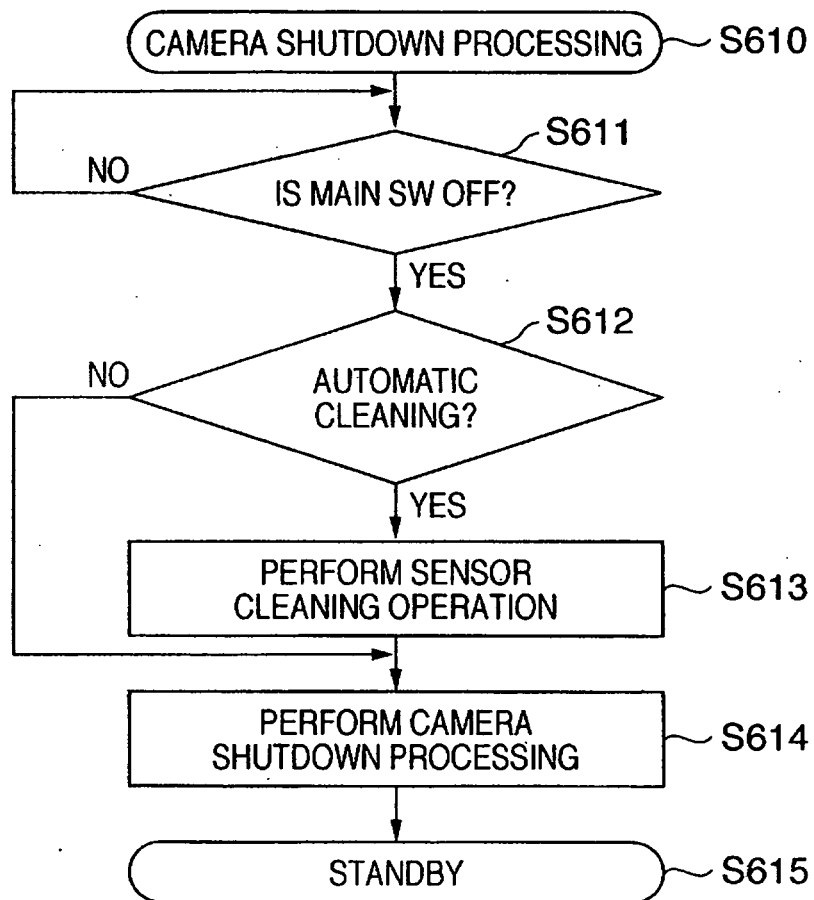 CAMERA SHUTDOWN PROCESSING
S610
S611
NO
IS MAIN SW OFF?
YES
S612
NO
AUTOMATIC
CLEANING?
YES
PERFORM SENSOR
CLEANING OPERATION
S613
PERFORM CAMERA
SHUTDOWN PROCESSING
S614
STANDBY
S615